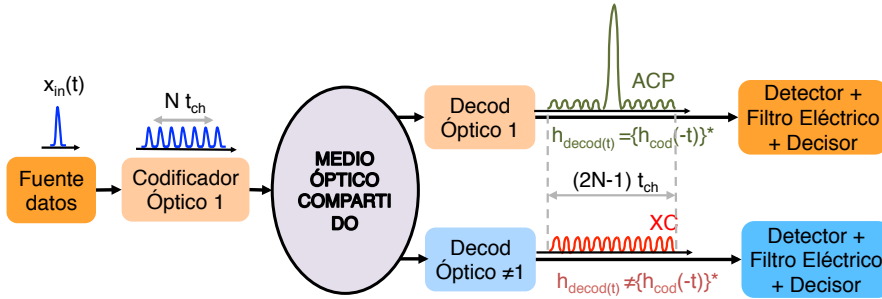 x_in(t)
N t_ch
Fuente
datos
Codificador
Óptico 1
MEDIO
ÓPTICO
COMPARTI
DO
Decod
Óptico 1
ACP
h_decod(t) ={h_cod(-t)}*
Detector +
Filtro Eléctrico
+ Decisor
(2N-1) t_ch
Decod
Óptico ≠1
XC
h_decod(t) ≠{h_cod(-t)}*
Detector +
Filtro Eléctrico
+ Decisor